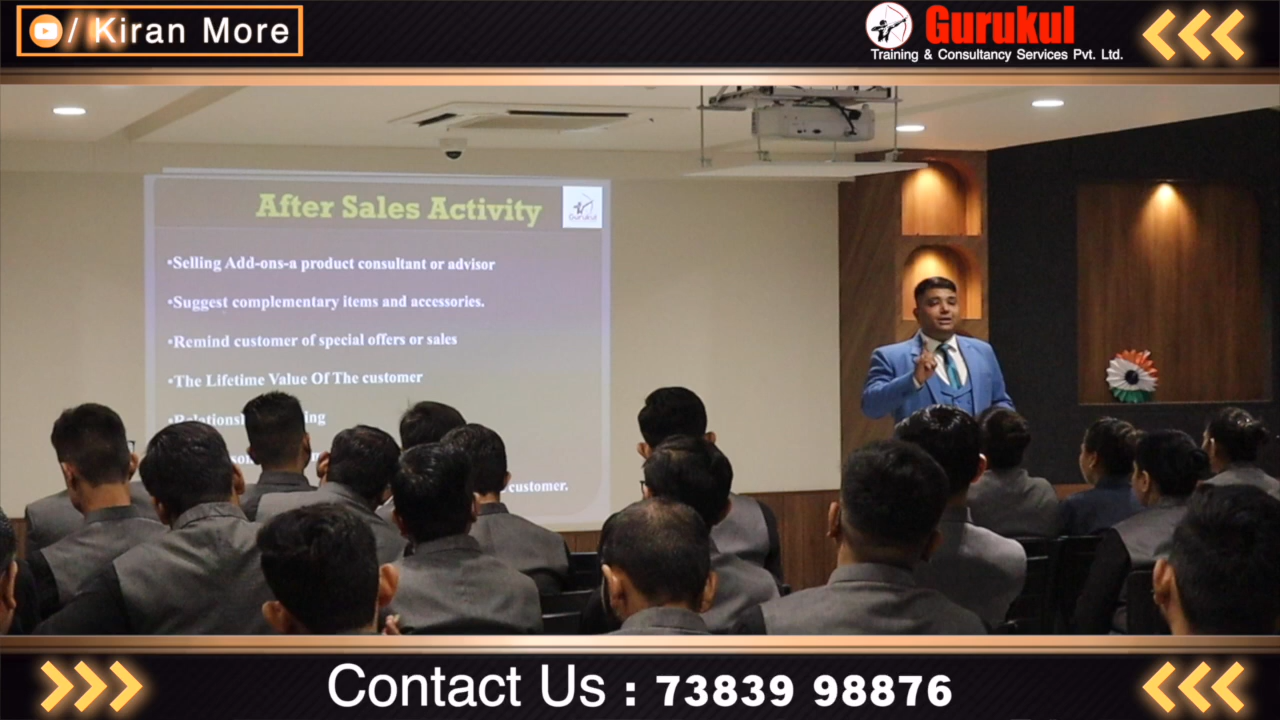 / Kiran More
Gurukul
Training & Consultancy Services Pvt. Ltd.
After Sales Activity
Gurukul
•Selling Add-ons-a product consultant or advisor
•Suggest complementary items and accessories.
•Remind customer of special offers or sales
•The Lifetime Value Of The customer
customer.
Contact Us : 73839 98876